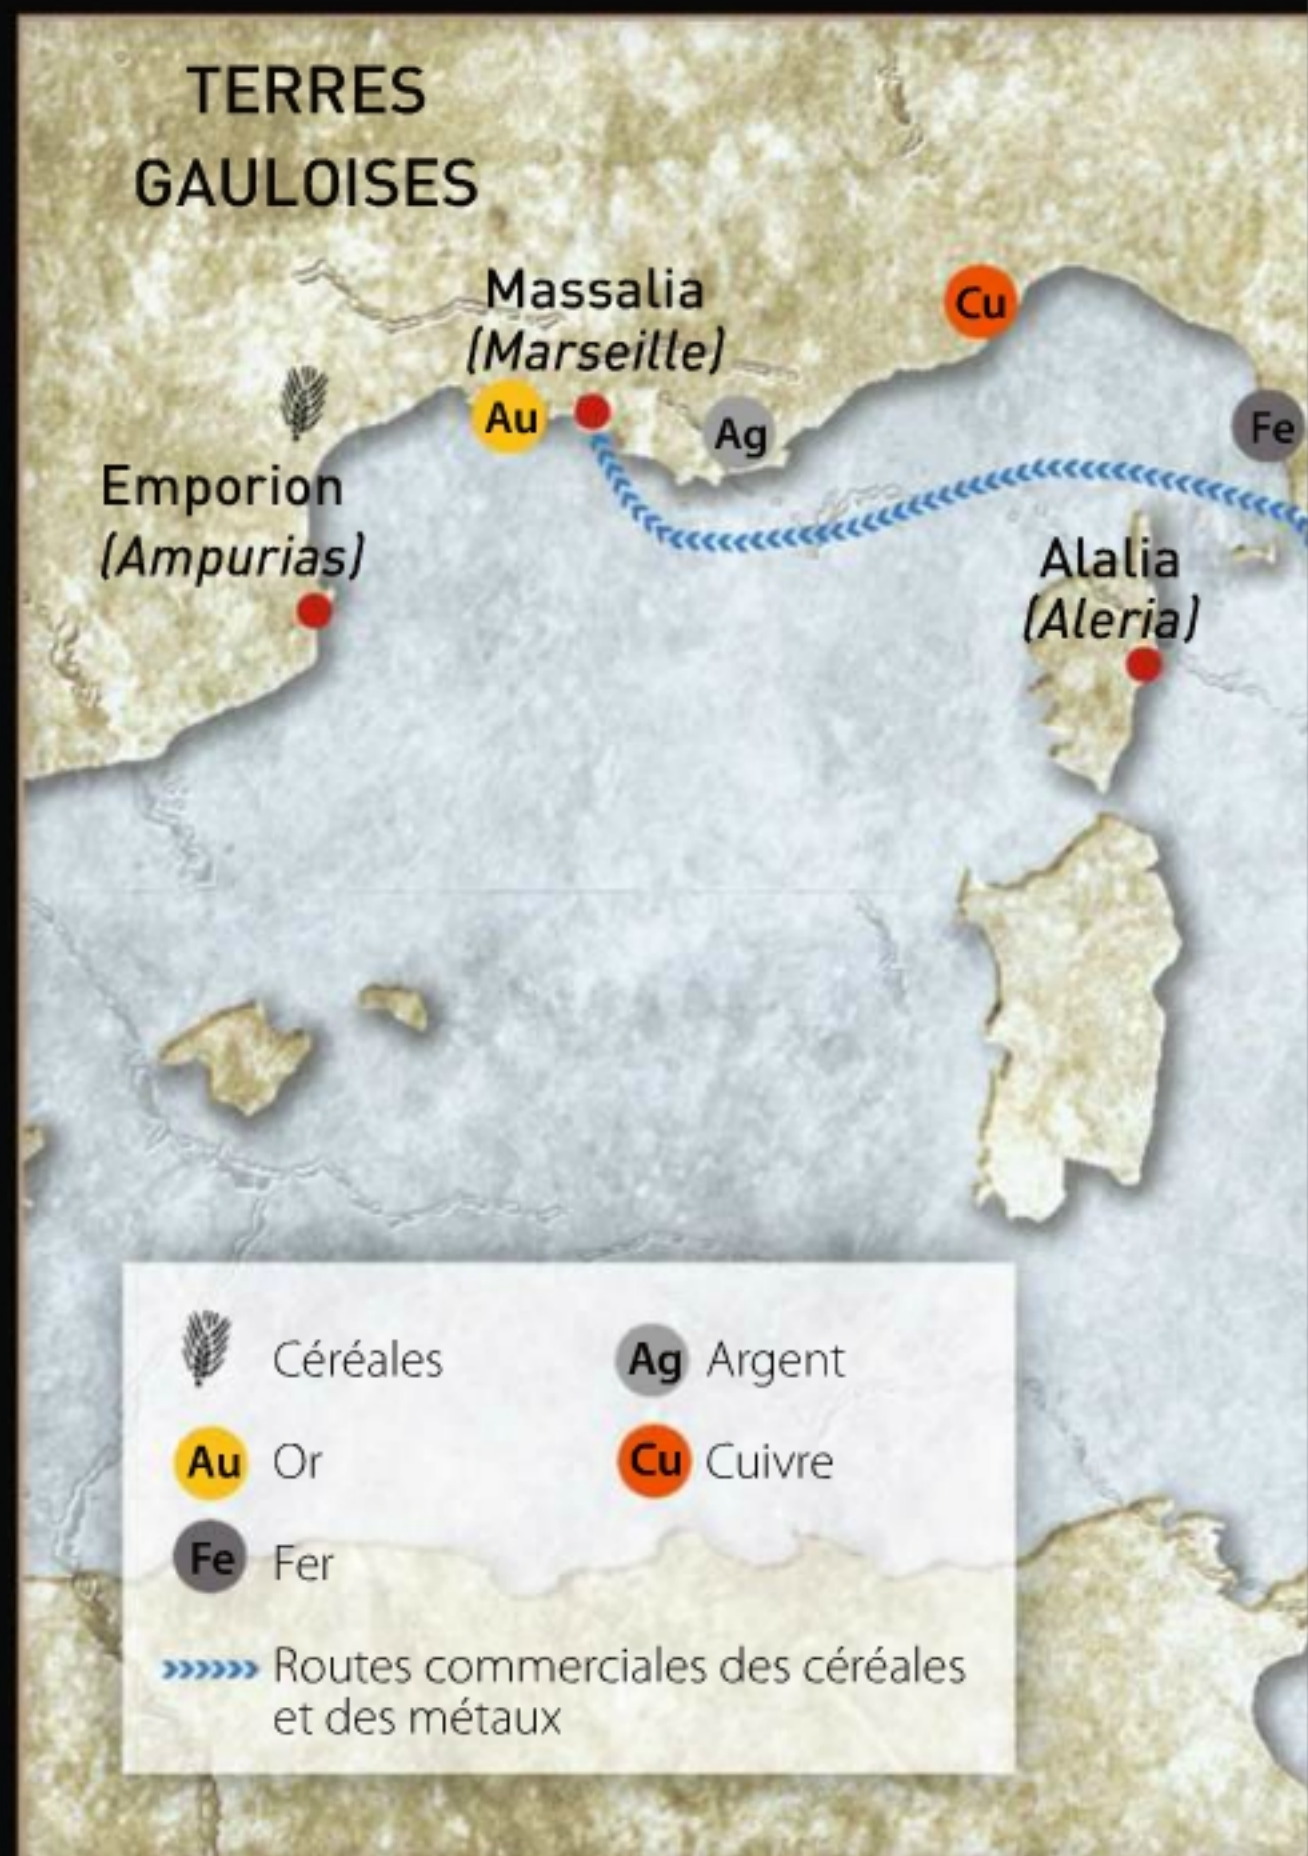 TERRES
GAULOISES
Massalia
(Marseille)
Cu
Au
Ag
Fe
Emporion
(Ampurias)
Alalia
(Aleria)
Céréales
Ag Argent
Au Or
Cu Cuivre
Fe Fer
Routes commerciales des céréales
et des métaux